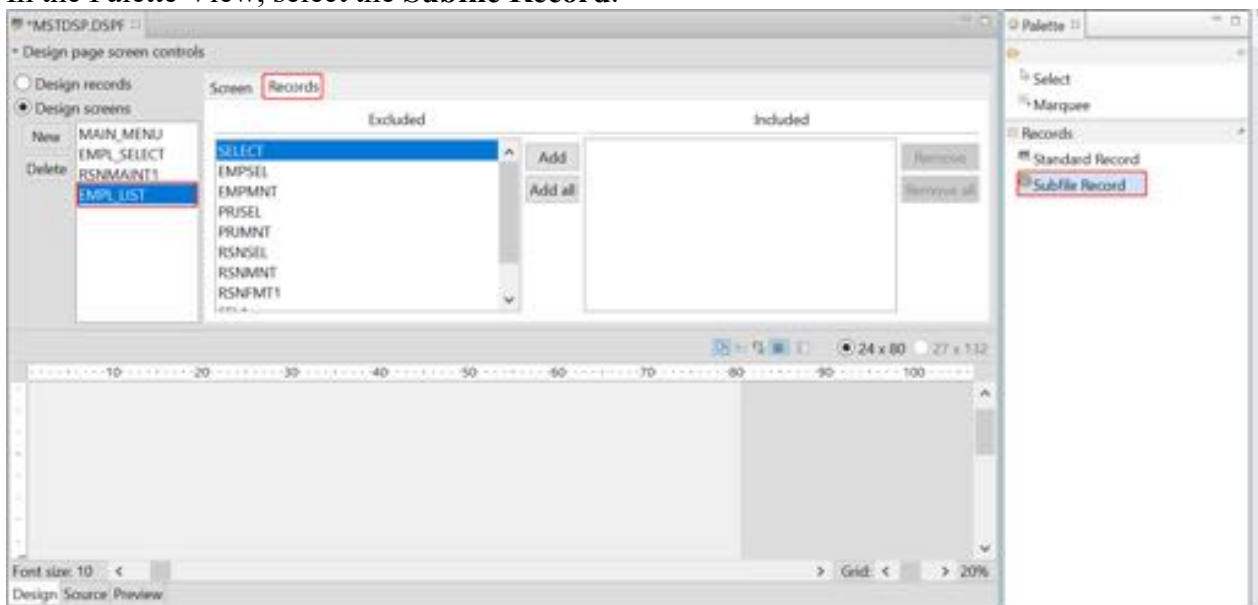 In the Palette View, select the Subfile Record.
*MSTDSP.DSPF
Design page screen controls
Design records
Design screens
New
Delete
MAIN_MENU
EMPL_SELECT
RSNMAINT1
EMPL_LIST
Screen Records
Excluded
SELECT
EMPSEL
EMPMNT
PRJSEL
PRJMNT
RSNSEL
RSNMNT
RSNFMT1
Add
Add all
Included
Remove
Remove all
24 x 80 27 x 132
10 20 30 40 50 60 70 80 90 100
Font size: 10 Grid: 20%
Design Source Preview
Palette
Select
Marquee
Records
Standard Record
Subfile Record